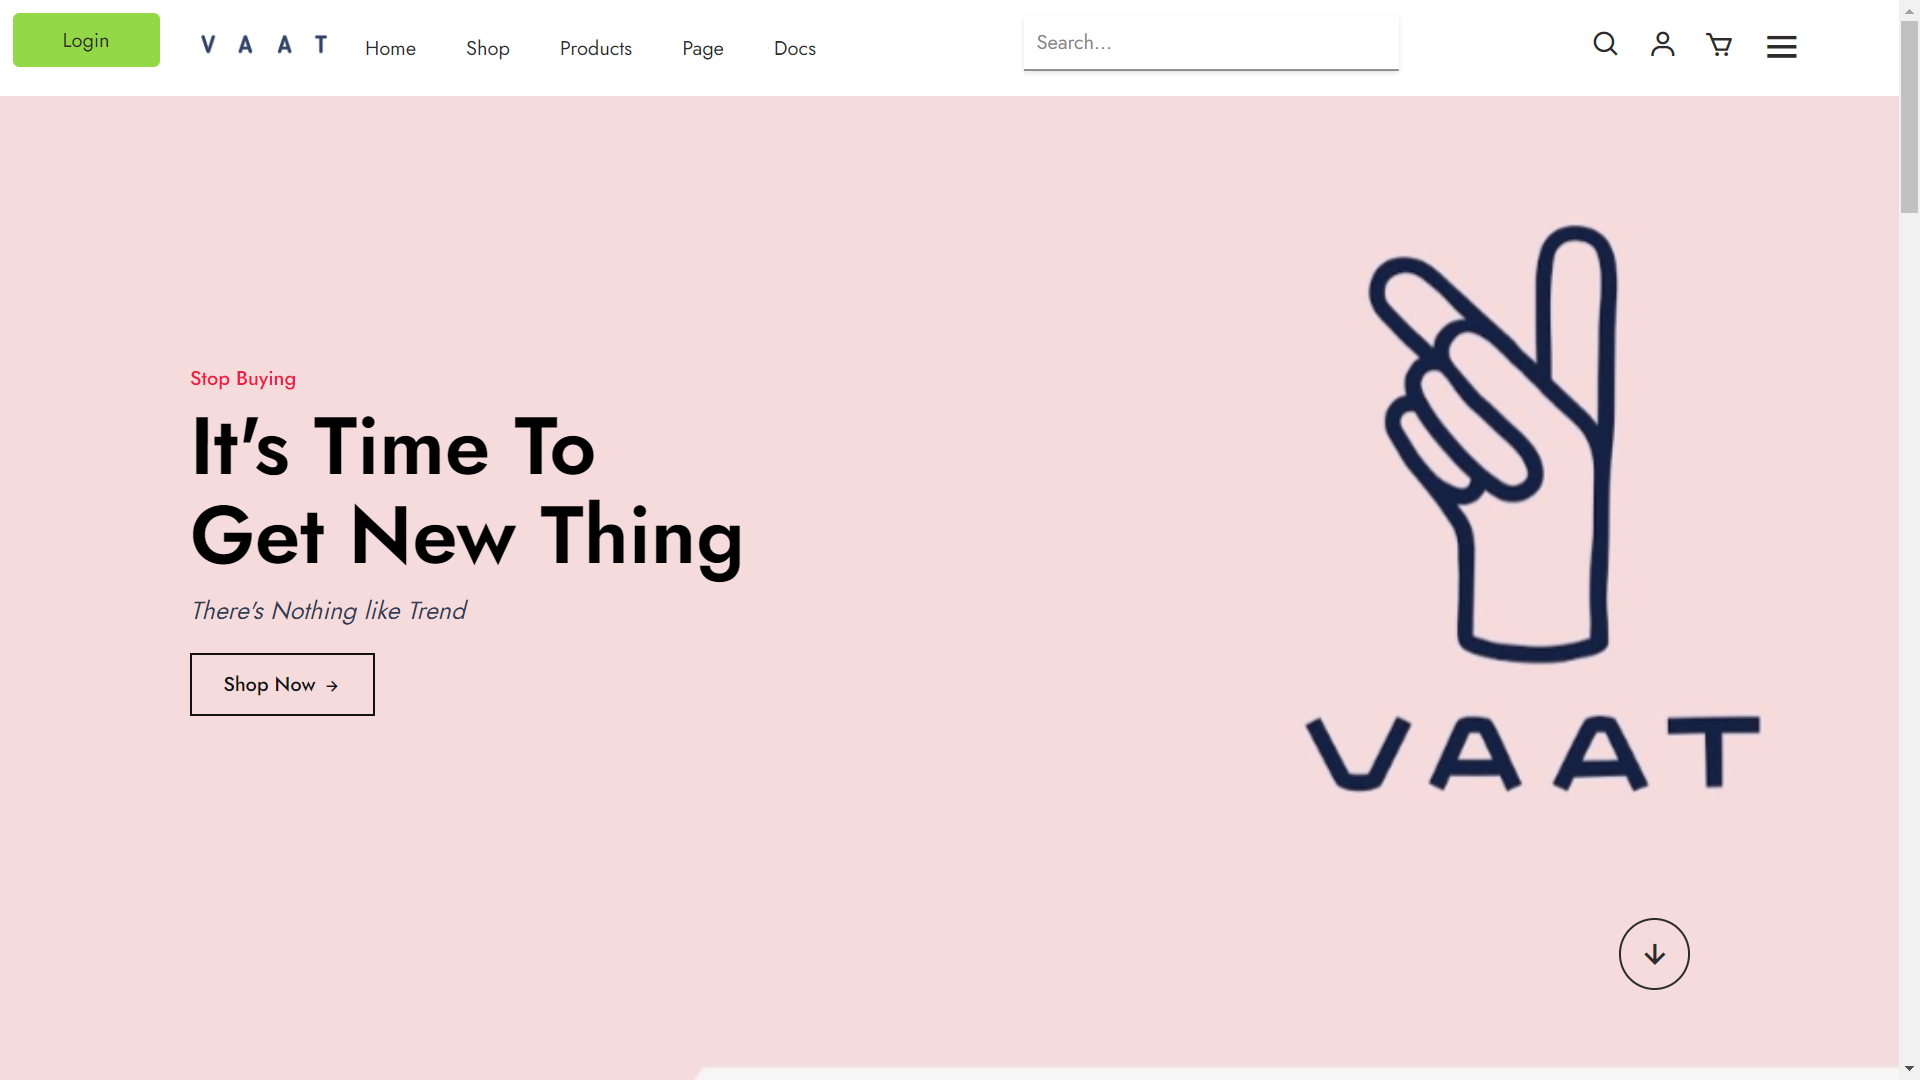 Login
V A A T
Home
Shop
Products
Page
Docs
Search...
Stop Buying
It's Time To
Get New Thing
There's Nothing like Trend
Shop Now →
VAAT